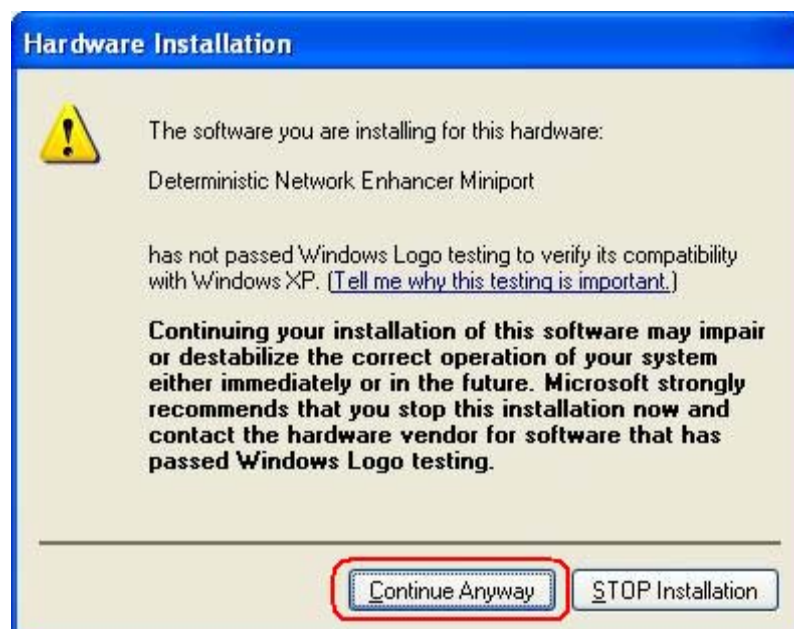 Hardware Installation
The software you are installing for this hardware:
Deterministic Network Enhancer Miniport
has not passed Windows Logo testing to verify its compatibility
with Windows XP. (Tell me why this testing is important.)
Continuing your installation of this software may impair
or destabilize the correct operation of your system
either immediately or in the future. Microsoft strongly
recommends that you stop this installation now and
contact the hardware vendor for software that has
passed Windows Logo testing.
Continue Anyway
STOP Installation